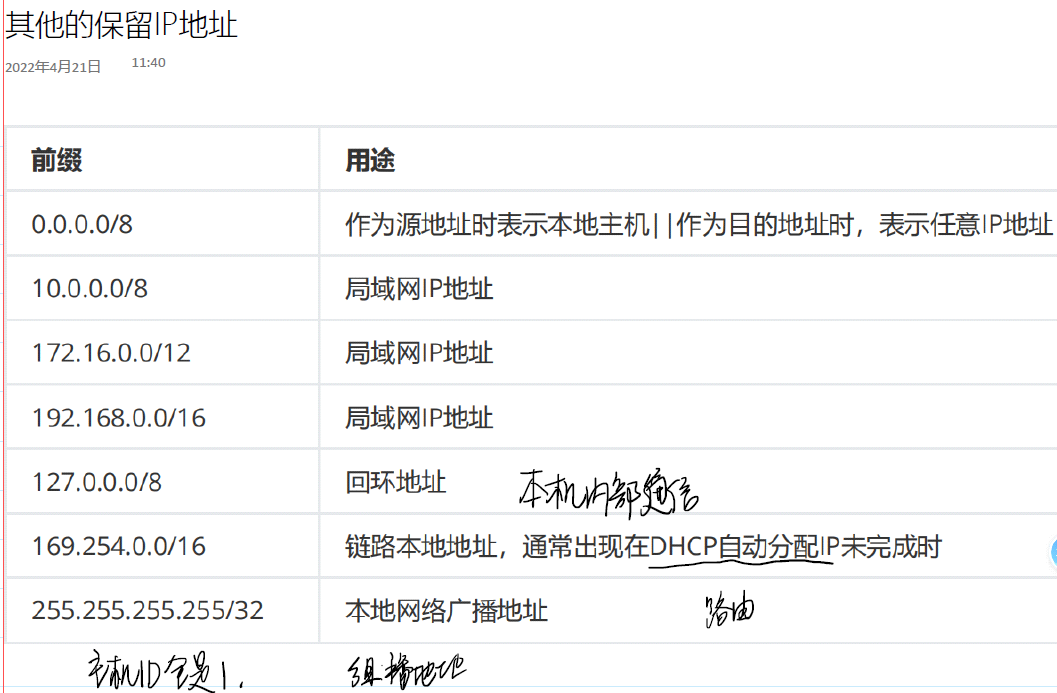 其他的保留IP地址
2022年4月21日 11:40
前缀 用途
0.0.0.0/8 作为源地址时表示本地主机||作为目的地址时，表示任意IP地址
10.0.0.0/8 局域网IP地址
172.16.0.0/12 局域网IP地址
192.168.0.0/16 局域网IP地址
127.0.0.0/8 回环地址 本机内部通信
169.254.0.0/16 链路本地地址，通常出现在DHCP自动分配IP未完成时
255.255.255.255/32 本地网络广播地址 路由
主机ID全是1. 组播地址